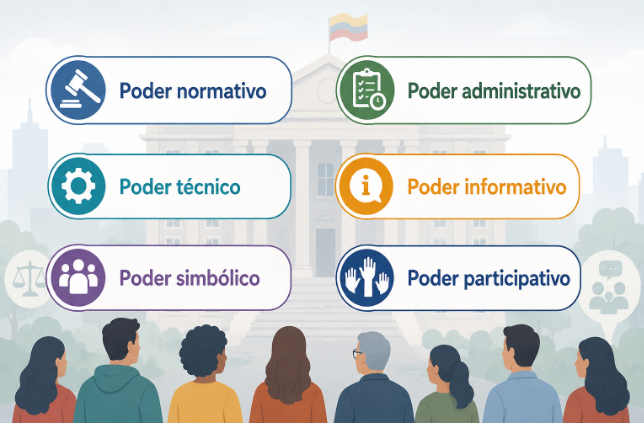 Poder normativo
Poder administrativo
Poder técnico
Poder informativo
Poder simbólico
Poder participativo